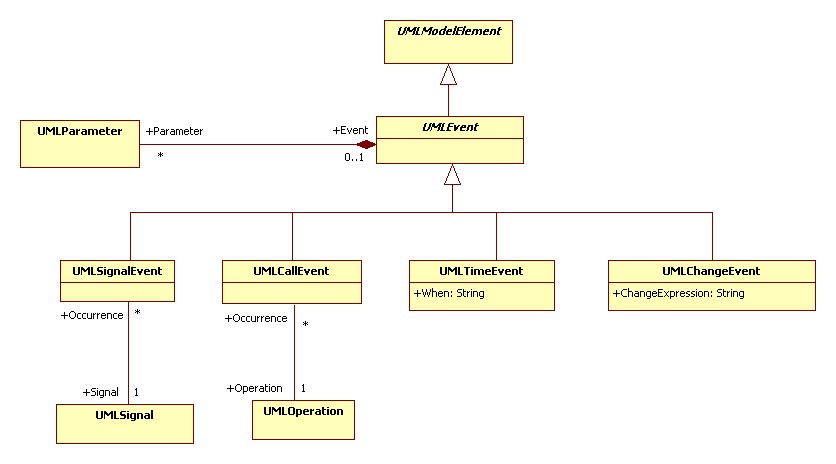 UMLModelElement
UMLParameter
+Parameter
*
+Event
0..1
UMLEvent
UMLSignalEvent
UMLCallEvent
UMLTimeEvent
+When: String
UMLChangeEvent
+ChangeExpression: String
+Occurrence
*
+Occurrence
*
+Signal
1
+Operation
1
UMLSignal
UMLOperation